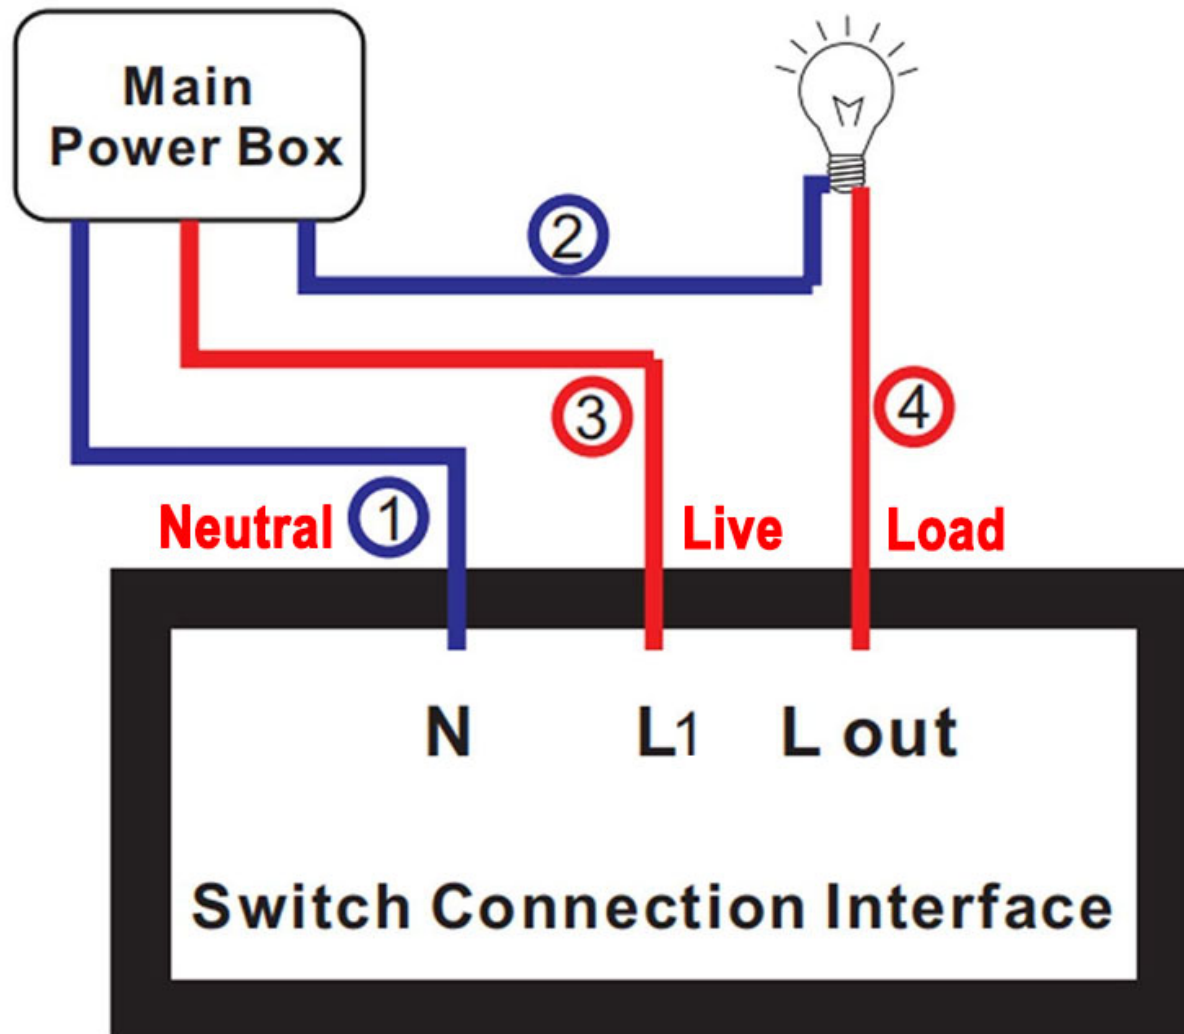 Main
Power Box
2
3
4
Neutral 1 Live Load
N L1 L out
Switch Connection Interface